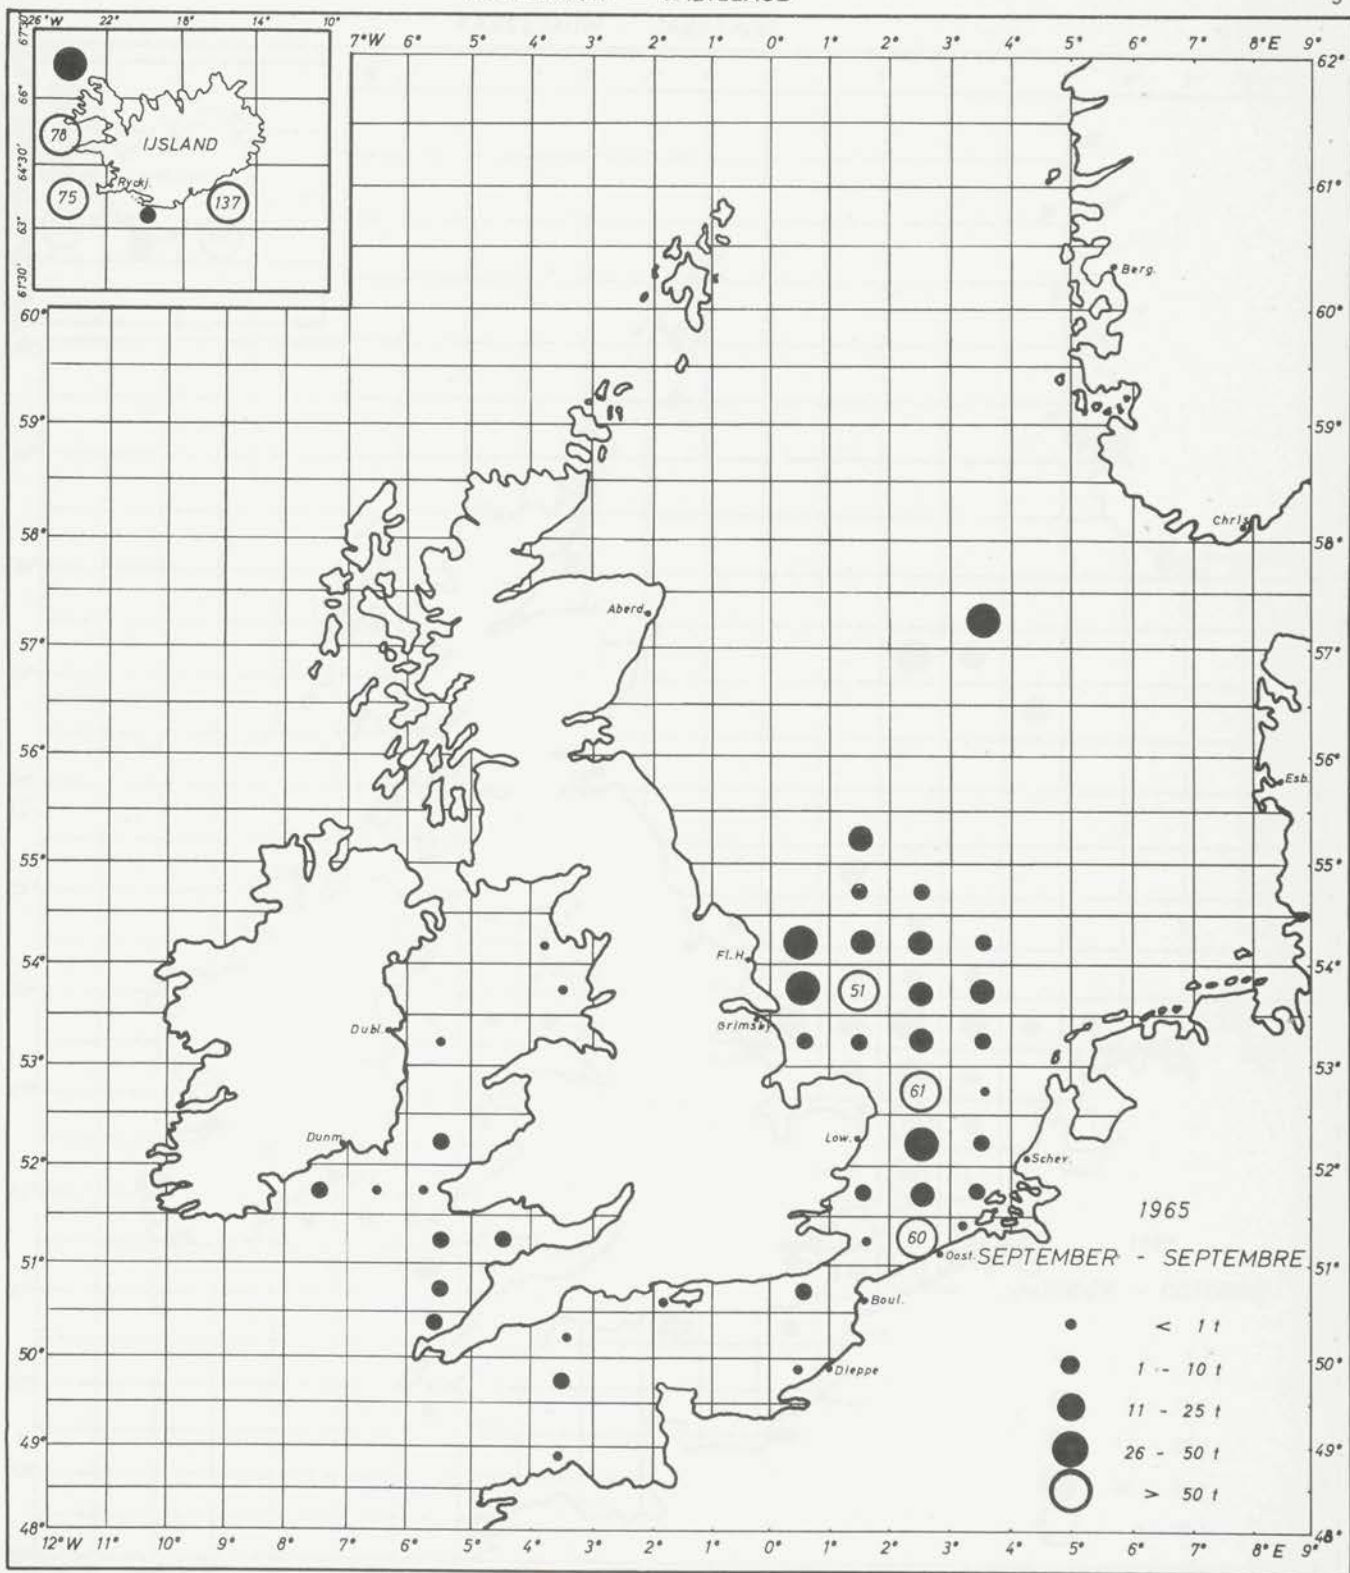 26°W 22° 18° 14° 10°
66°
64°30'
63°
61°30'
78
IJSLAND
Ryckj.
75
137
7°W 6° 5° 4° 3° 2° 1° 0° 1° 2° 3° 4° 5° 6° 7° 8°E 9°
62°
61°
Berg.
60° 60°
59° 59°
Chris
58° 58°
Aberd.
57° 57°
56° 56°
Esb.
55° 55°
Fl.H
54° 54°
51
Dubl. Grimsby
53° 53°
61
Dunm. Low.
52° 52°
Schev.
1965
60
Oost.
SEPTEMBER - SEPTEMBRE
51° 51°
Boul.
< 1 t
50° 50°
Dieppe
1 - 10 t
11 - 25 t
49° 49°
26 - 50 t
> 50 t
48° 48°
12°W 11° 10° 9° 8° 7° 6° 5° 4° 3° 2° 1° 0° 1° 2° 3° 4° 5° 6° 7° 8°E 9°